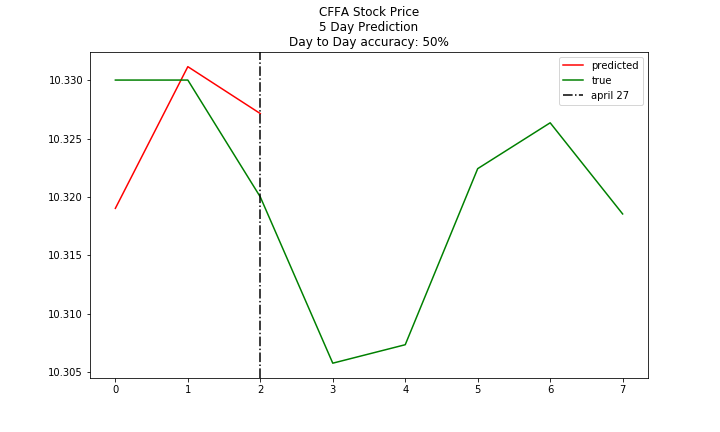 CFFA Stock Price
5 Day Prediction
Day to Day accuracy: 50%
predicted
true
april 27
10.330
10.325
10.320
10.315
10.310
10.305
0 1 2 3 4 5 6 7